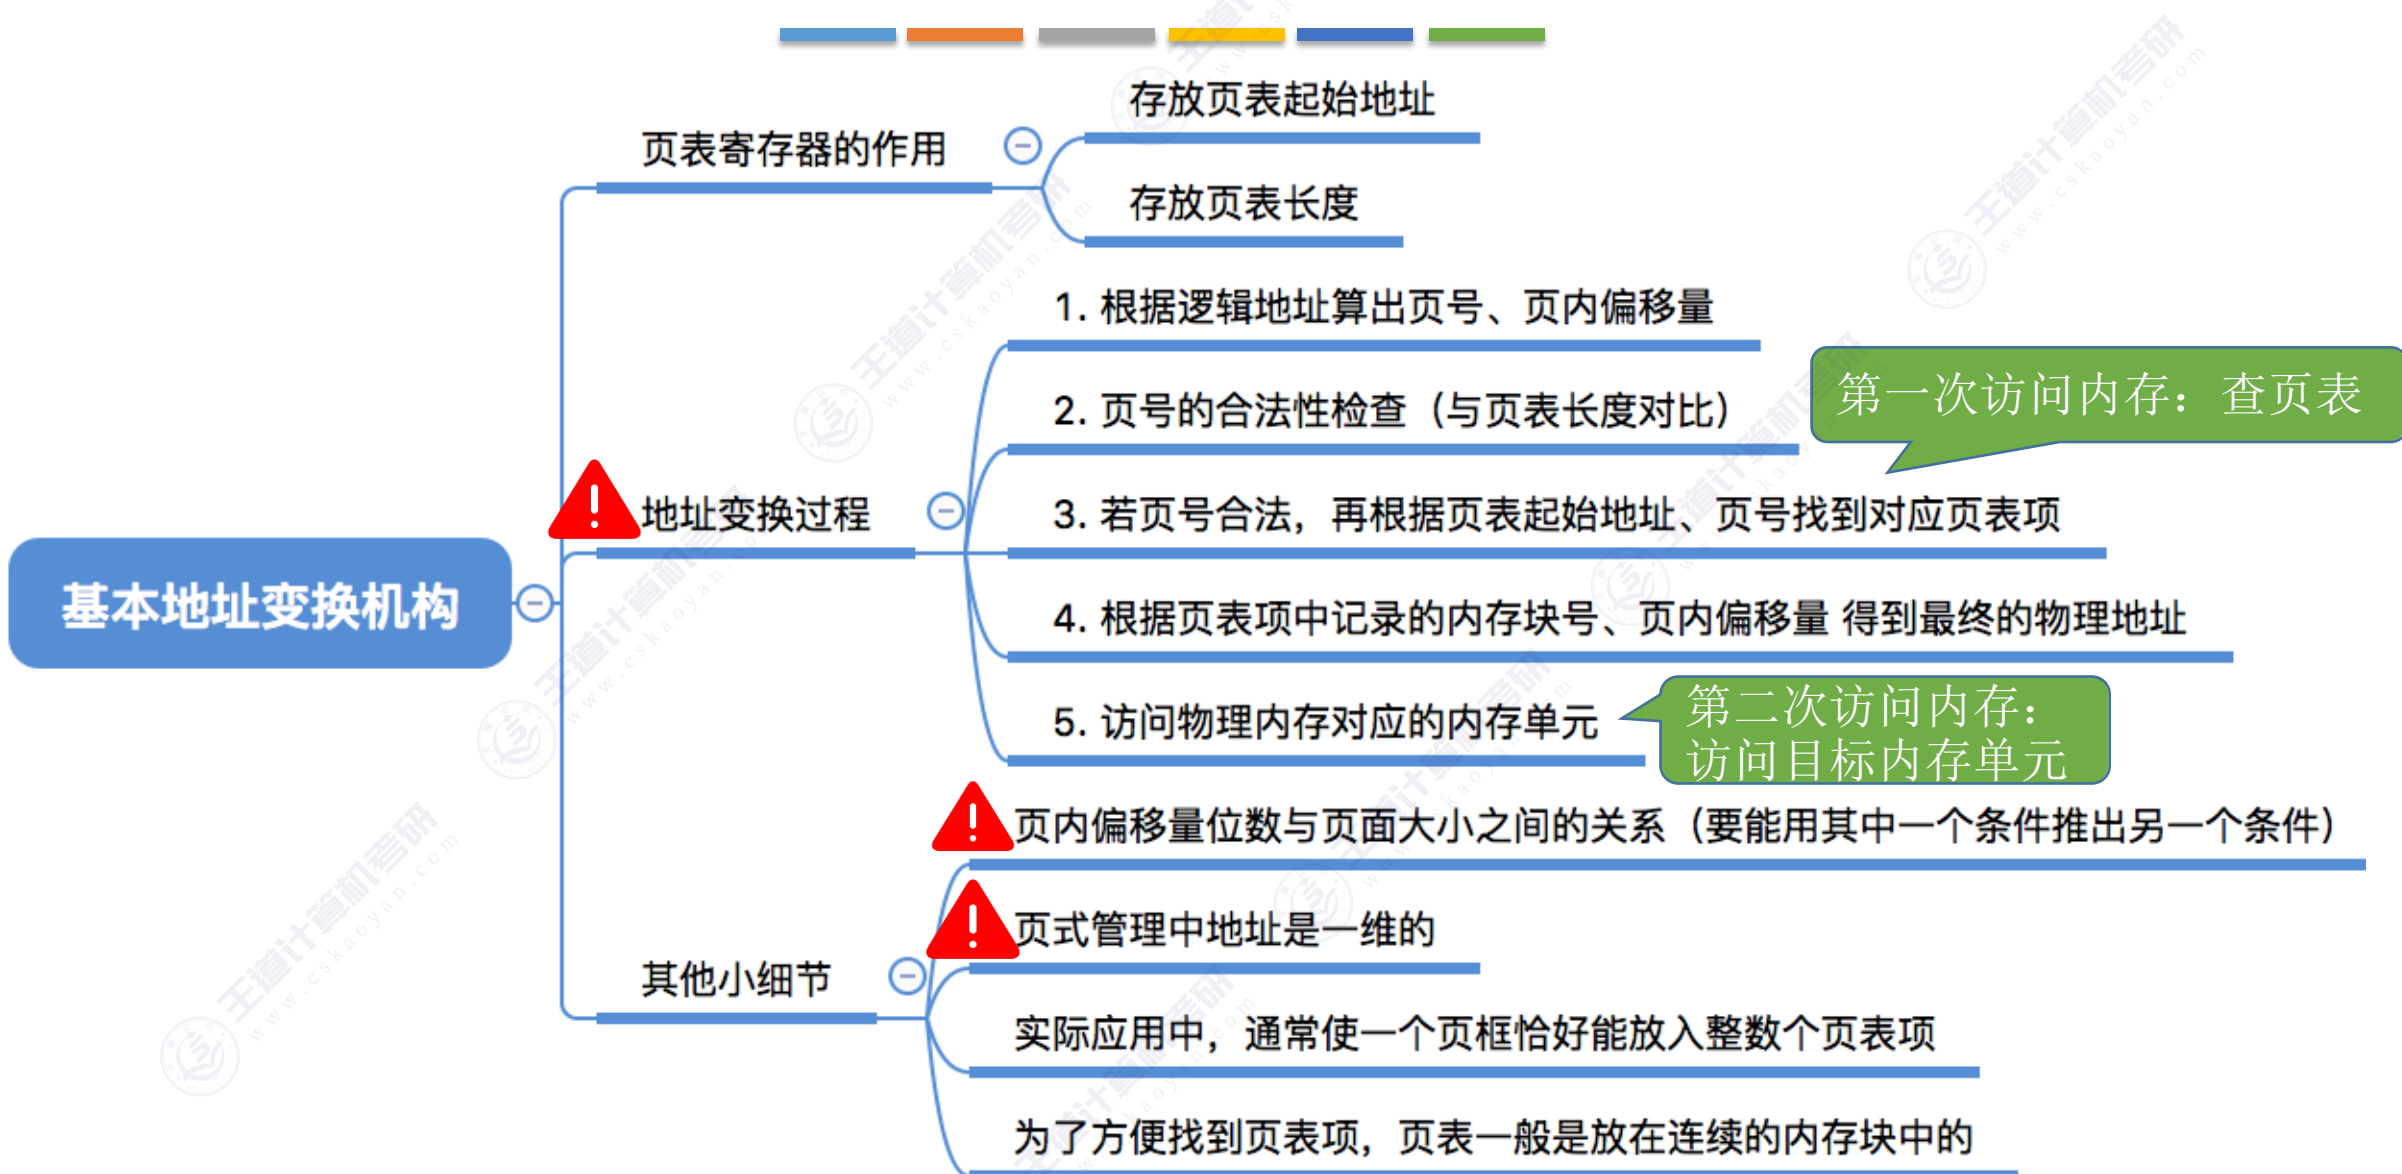 存放页表起始地址
页表寄存器的作用
存放页表长度
1. 根据逻辑地址算出页号、页内偏移量
2. 页号的合法性检查（与页表长度对比）
第一次访问内存：查页表
地址变换过程
3. 若页号合法，再根据页表起始地址、页号找到对应页表项
基本地址变换机构
4. 根据页表项中记录的内存块号、页内偏移量 得到最终的物理地址
5. 访问物理内存对应的内存单元
第二次访问内存：
访问目标内存单元
页内偏移量位数与页面大小之间的关系（要能用其中一个条件推出另一个条件）
页式管理中地址是一维的
其他小细节
实际应用中，通常使一个页框恰好能放入整数个页表项
为了方便找到页表项，页表一般是放在连续的内存块中的
王道计算机考研
www.cskaoyan.com